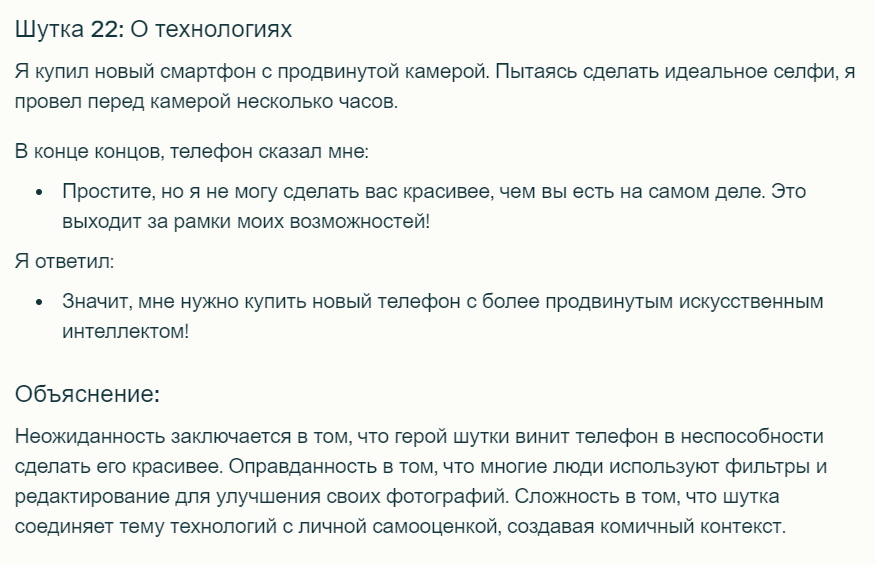 Шутка 22: О технологиях
Я купил новый смартфон с продвинутой камерой. Пытаясь сделать идеальное селфи, я
провел перед камерой несколько часов.
В конце концов, телефон сказал мне:
• Простите, но я не могу сделать вас красивее, чем вы есть на самом деле. Это
выходит за рамки моих возможностей!
Я ответил:
• Значит, мне нужно купить новый телефон с более продвинутым искусственным
интеллектом!
Объяснение:
Неожиданность заключается в том, что герой шутки винит телефон в неспособности
сделать его красивее. Оправданность в том, что многие люди используют фильтры и
редактирование для улучшения своих фотографий. Сложность в том, что шутка
соединяет тему технологий с личной самооценкой, создавая комичный контекст.